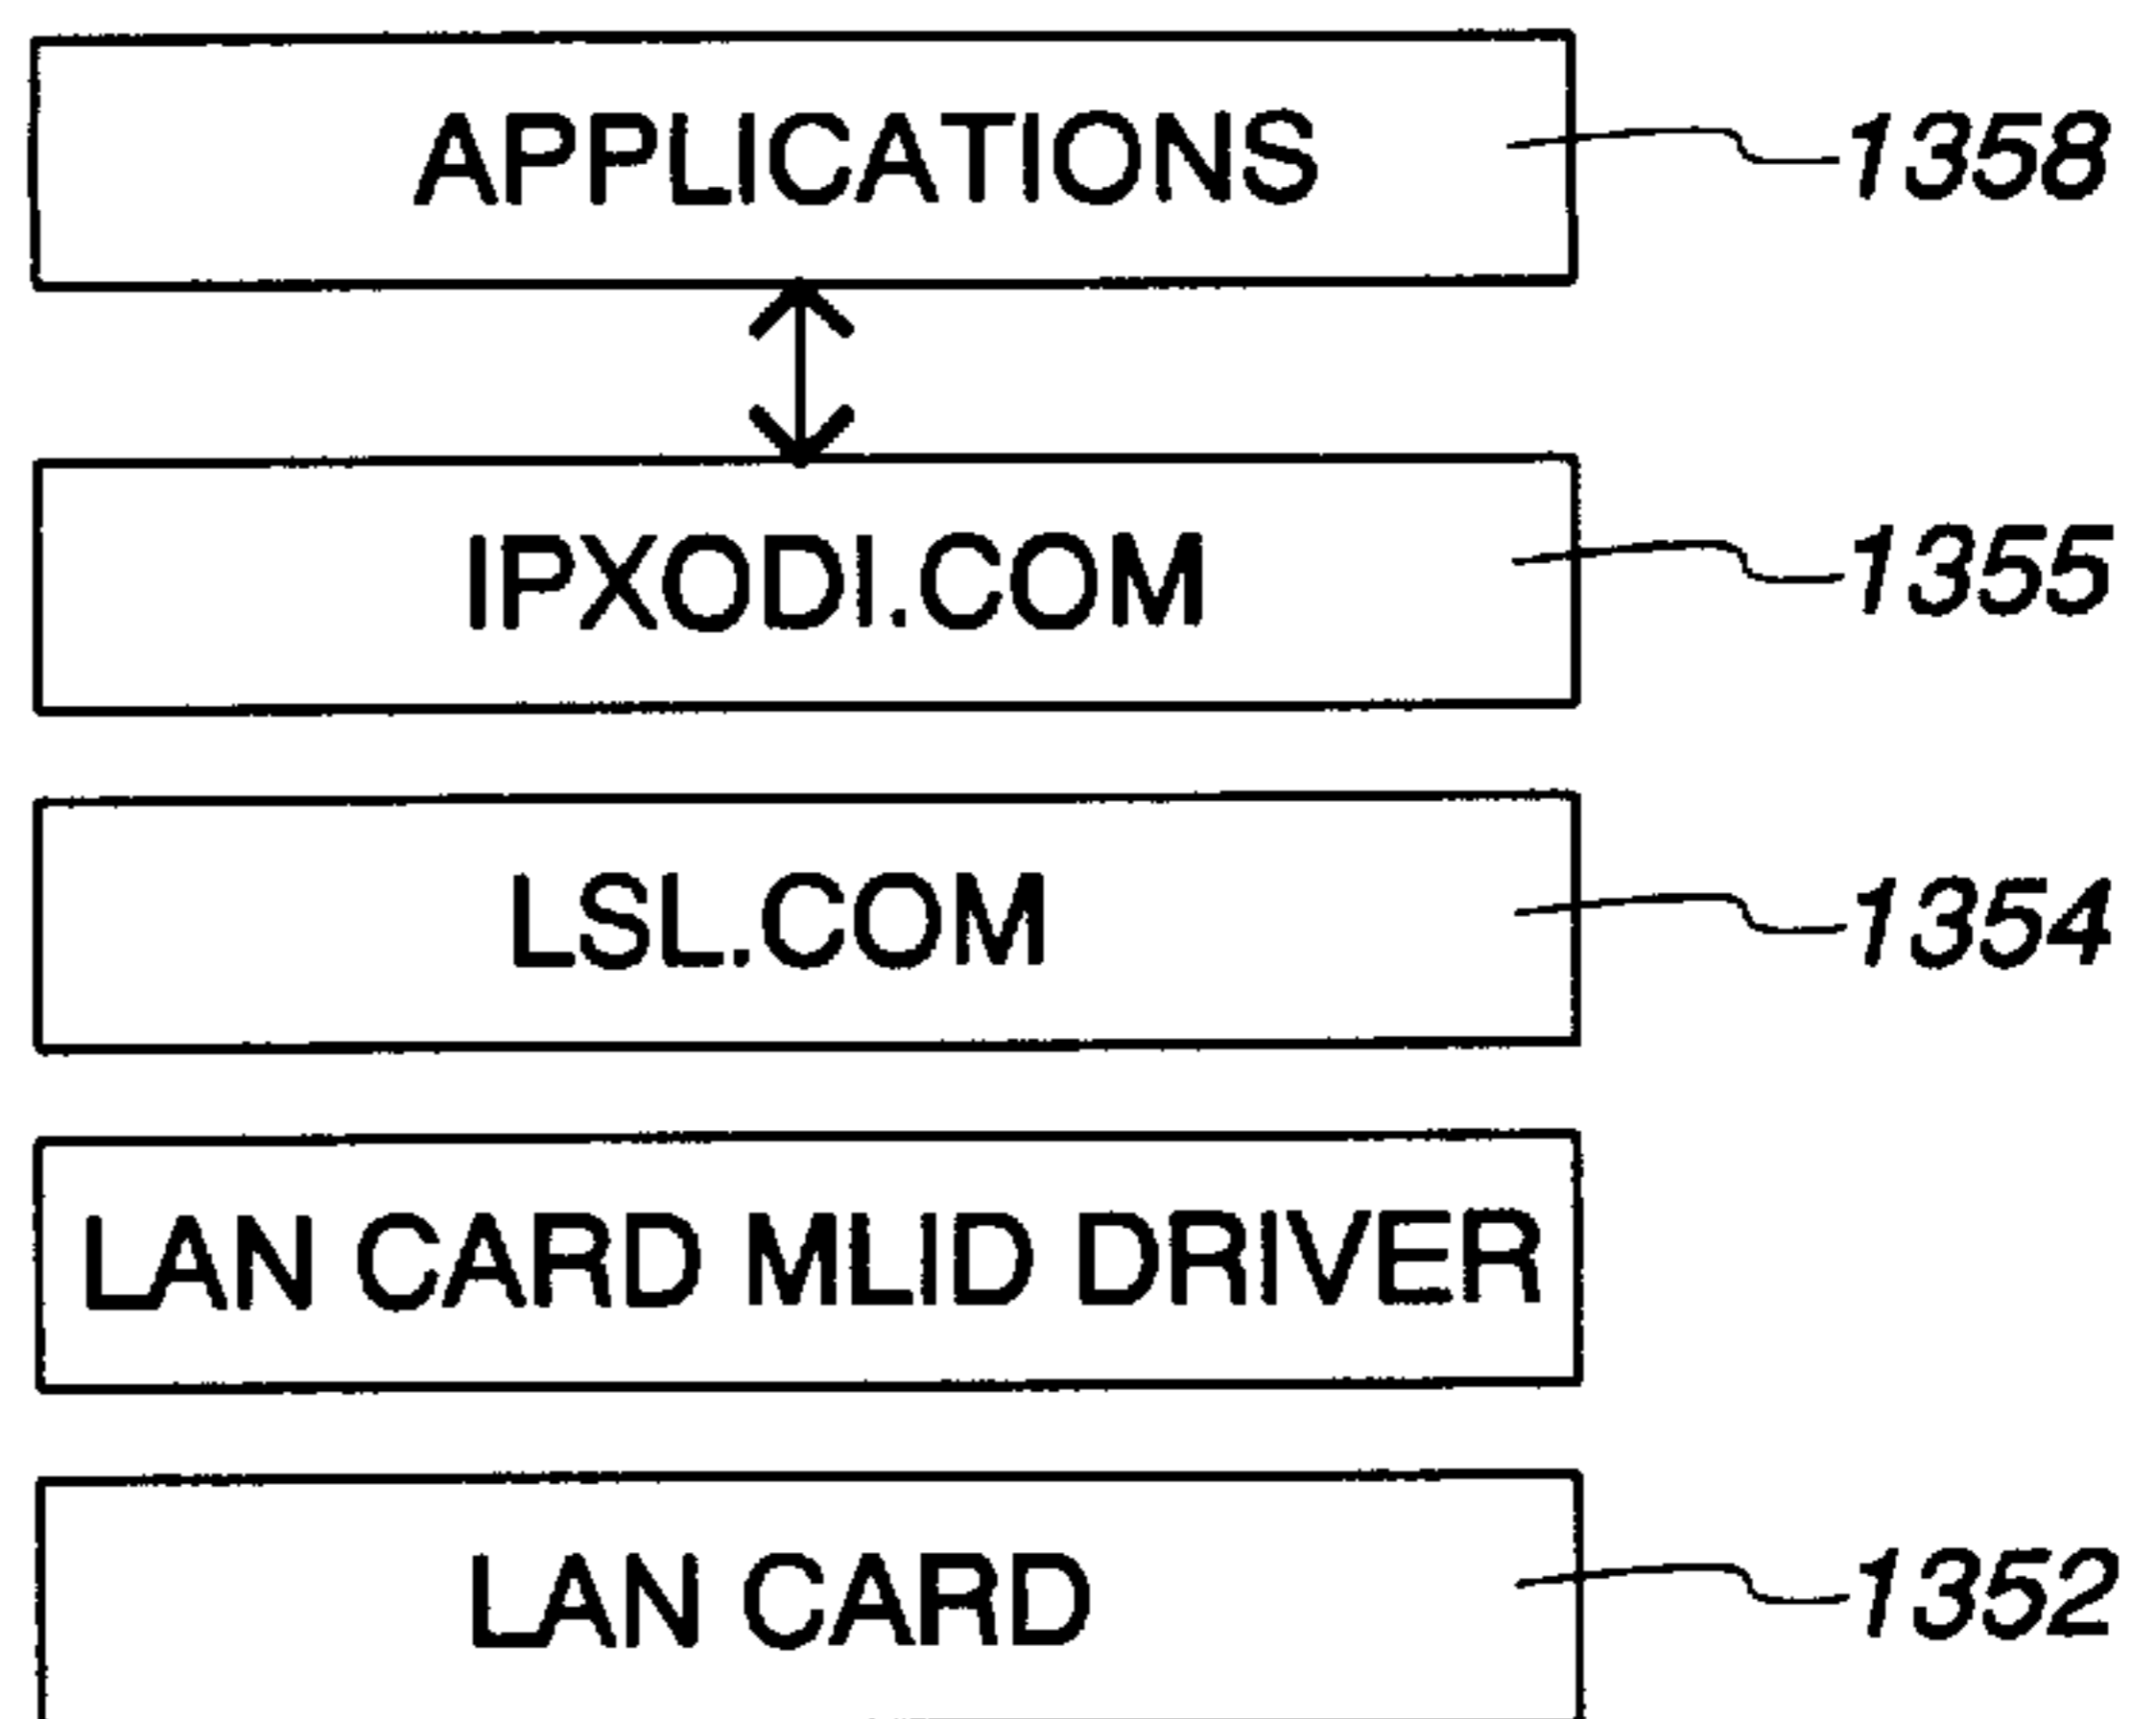 APPLICATIONS 1358
IPXODI.COM 1355
LSL.COM 1354
LAN CARD MLID DRIVER
LAN CARD 1352